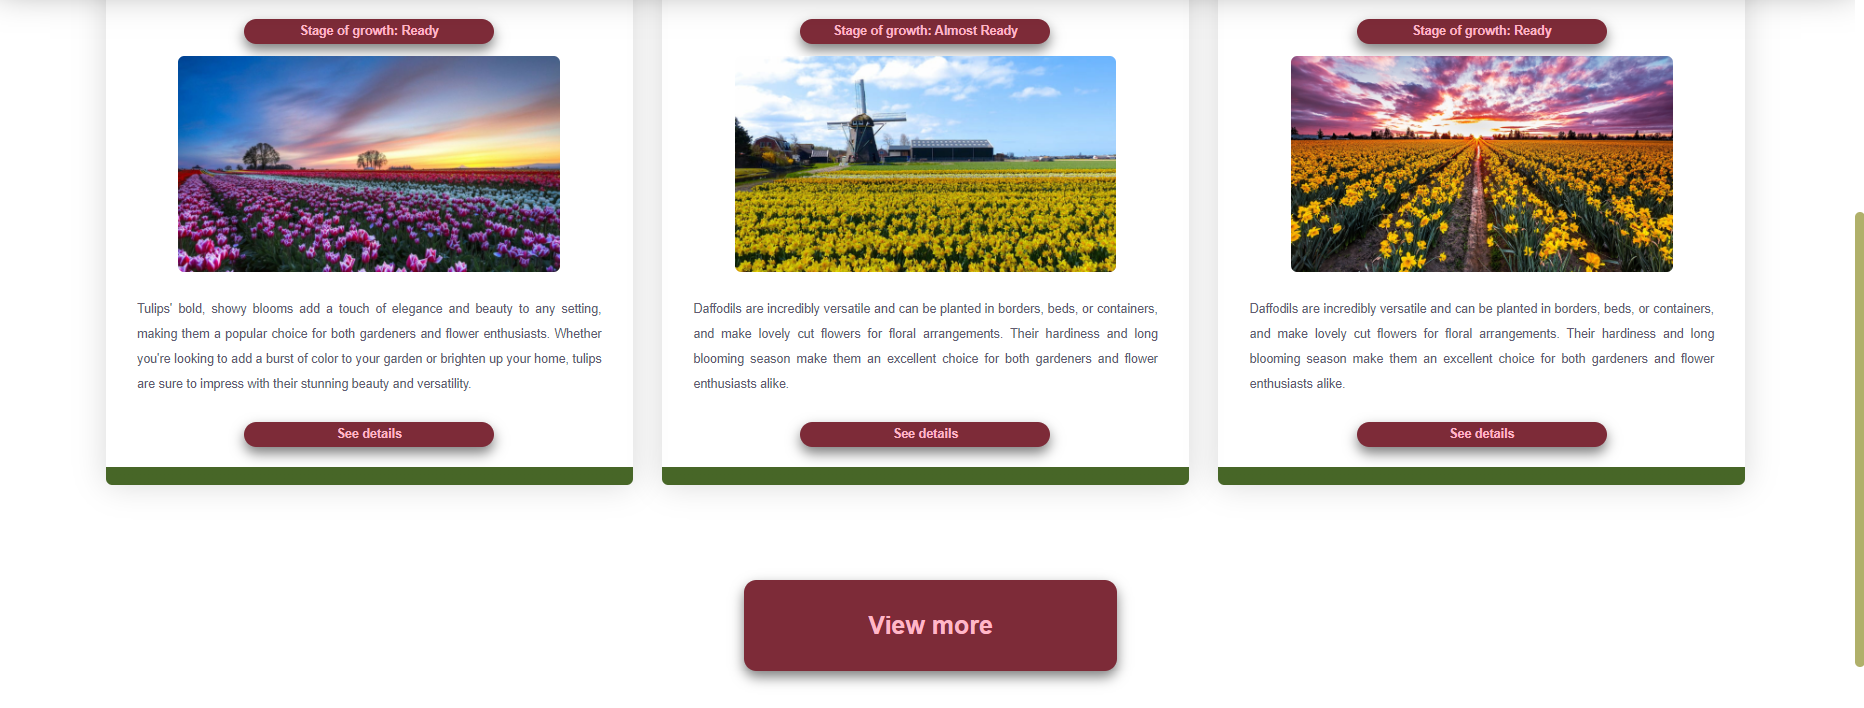 Stage of growth: Ready
Tulips' bold, showy blooms add a touch of elegance and beauty to any setting,
making them a popular choice for both gardeners and flower enthusiasts. Whether
you're looking to add a burst of color to your garden or brighten up your home, tulips
are sure to impress with their stunning beauty and versatility.
See details
Stage of growth: Almost Ready
Daffodils are incredibly versatile and can be planted in borders, beds, or containers,
and make lovely cut flowers for floral arrangements. Their hardiness and long
blooming season make them an excellent choice for both gardeners and flower
enthusiasts alike.
See details
Stage of growth: Ready
Daffodils are incredibly versatile and can be planted in borders, beds, or containers,
and make lovely cut flowers for floral arrangements. Their hardiness and long
blooming season make them an excellent choice for both gardeners and flower
enthusiasts alike.
See details
View more